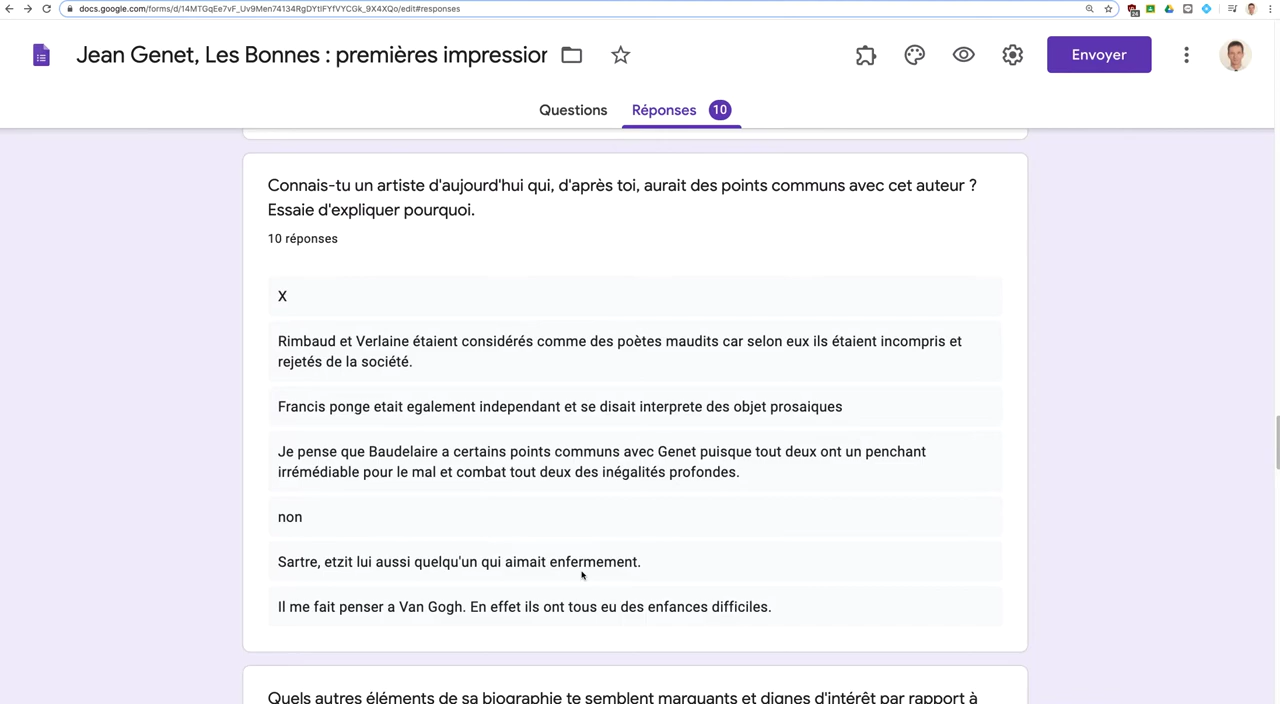 docs.google.com/forms/d/14MTGqEe7vF_Uv9Men74134RgDYtIFYfVYCGk_9X4XQo/edit#responses
24
Jean Genet, Les Bonnes : premières impression
Envoyer
Questions
Réponses 10
Connais-tu un artiste d'aujourd'hui qui, d'après toi, aurait des points communs avec cet auteur ?
Essaie d'expliquer pourquoi.
10 réponses
X
Rimbaud et Verlaine étaient considérés comme des poètes maudits car selon eux ils étaient incompris et
rejetés de la société.
Francis ponge etait egalement independant et se disait interprete des objet prosaiques
Je pense que Baudelaire a certains points communs avec Genet puisque tout deux ont un penchant
irrémédiable pour le mal et combat tout deux des inégalités profondes.
non
Sartre, etzit lui aussi quelqu'un qui aimait enfermement.
Il me fait penser a Van Gogh. En effet ils ont tous eu des enfances difficiles.
Quels autres éléments de sa biographie te semblent marquants et dignes d'intérêt par rapport à